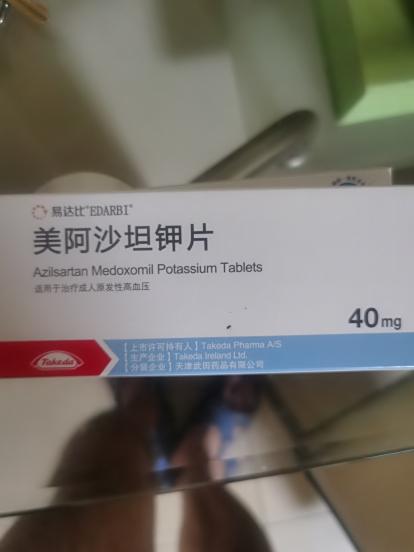 易达比®EDARBI®
美阿沙坦钾片
Azilsartan Medoxomil Potassium Tablets
适用于治疗成人原发性高血压
40mg
Takeda
【上市许可持有人】Takeda Pharma A/S
【生产企业】Takeda Ireland Ltd.
【分装企业】天津武田药品有限公司